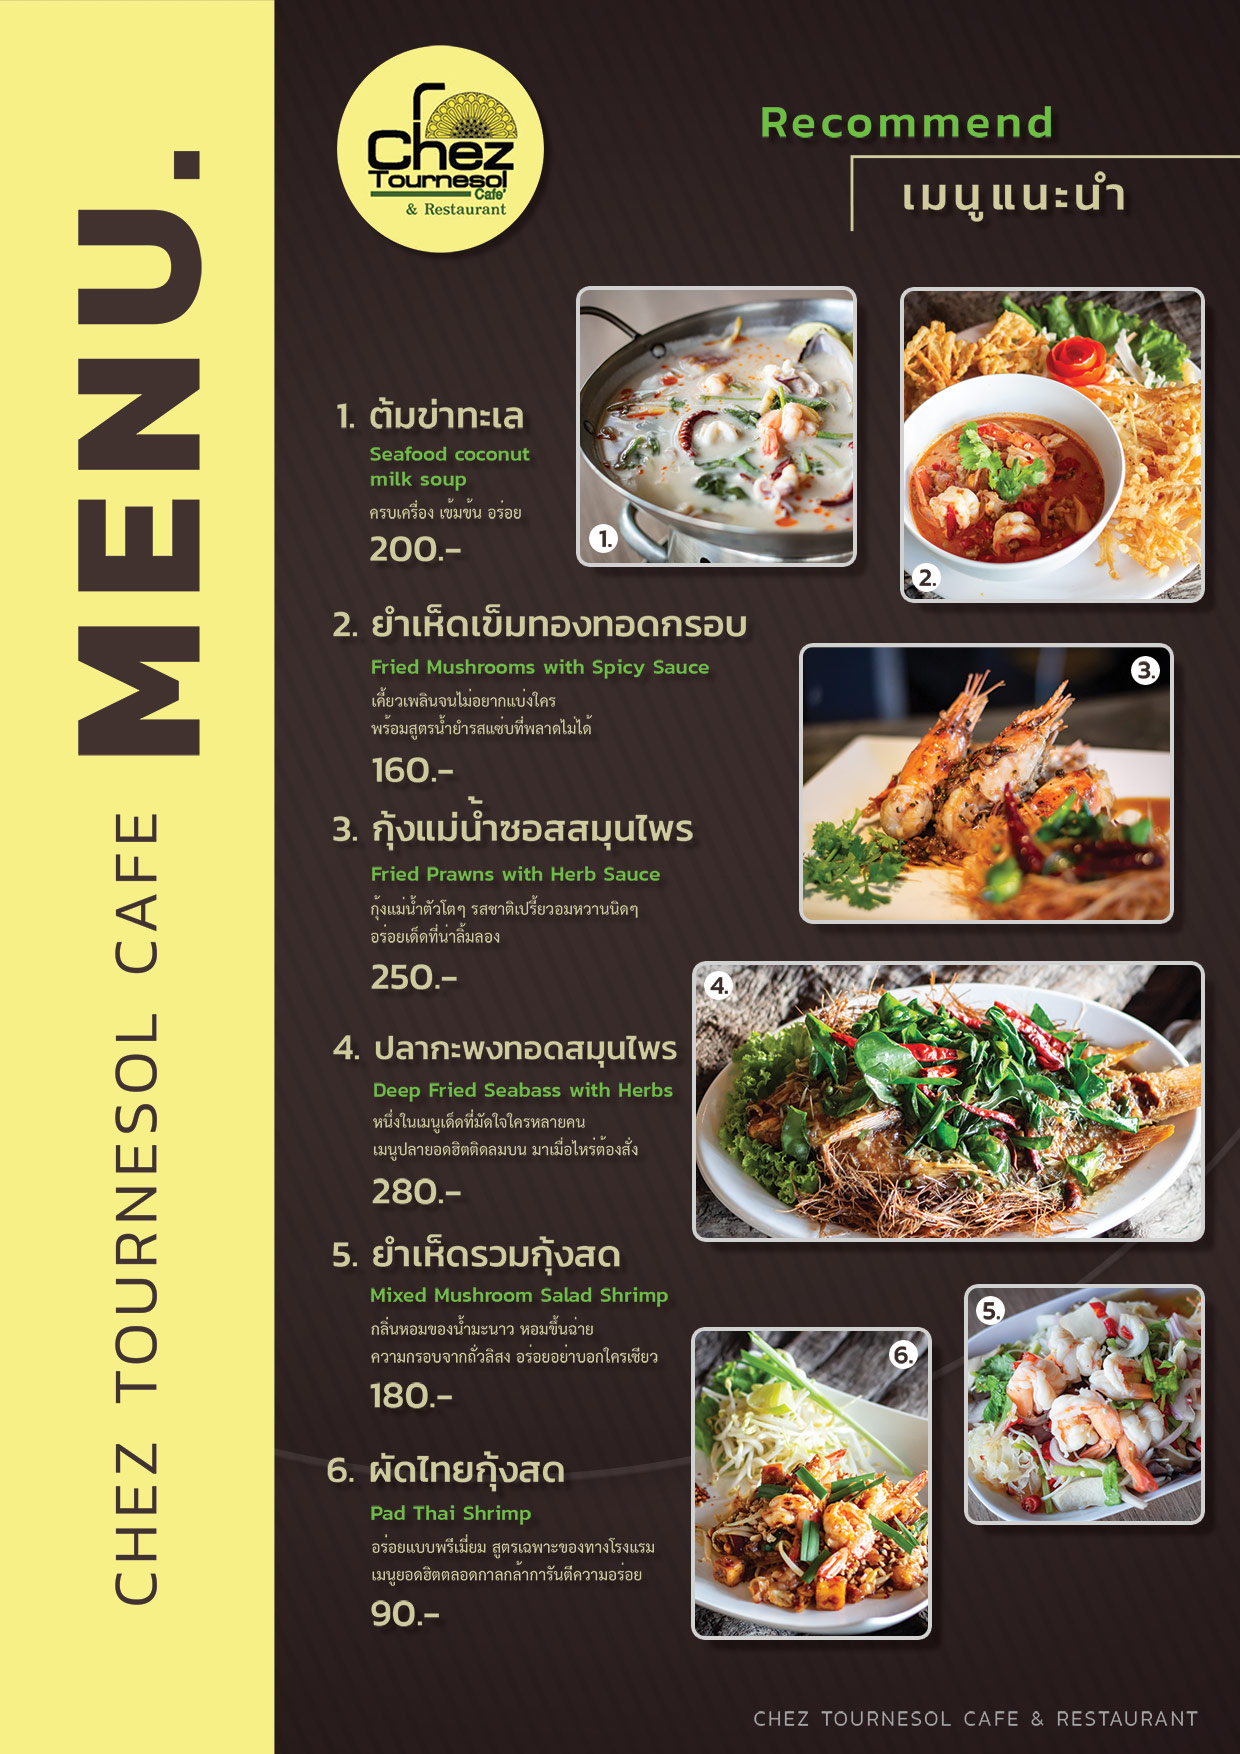 MENU.
CHEZ TOURNESOL CAFE
Chez
Tournesol
Cafe'
& Restaurant
Recommend
เมนูแนะนำ
1. ต้มข่าทะเล
Seafood coconut
milk soup
ครบเครื่อง เข้มข้น อร่อย
200.-
1.
2.
2. ยำเห็ดเข็มทองทอดกรอบ
Fried Mushrooms with Spicy Sauce
เคี้ยวเพลินจนไม่อยากแบ่งใคร
พร้อมสูตรน้ำยำรสแซ่บที่พลาดไม่ได้
160.-
3.
3. กุ้งแม่น้ำซอสสมุนไพร
Fried Prawns with Herb Sauce
กุ้งแม่น้ำตัวโตๆ รสชาติเปรี้ยวอมหวานนิดๆ
อร่อยเด็ดที่น่าลิ้มลอง
250.-
4.
4. ปลากะพงทอดสมุนไพร
Deep Fried Seabass with Herbs
หนึ่งในเมนูเด็ดที่มัดใจใครหลายคน
เมนูปลายอดฮิตติดลมบน มาเมื่อไหร่ต้องสั่ง
280.-
5. ยำเห็ดรวมกุ้งสด
Mixed Mushroom Salad Shrimp
กลิ่นหอมของน้ำมะนาว หอมขึ้นฉ่าย
ความกรอบจากถั่วลิสง อร่อยอย่าบอกใครเชียว
180.-
5.
6.
6. ผัดไทยกุ้งสด
Pad Thai Shrimp
อร่อยแบบพรีเมี่ยม สูตรเฉพาะของทางโรงแรม
เมนูยอดฮิตตลอดกาลกล้าการันตีความอร่อย
90.-
CHEZ TOURNESOL CAFE & RESTAURANT